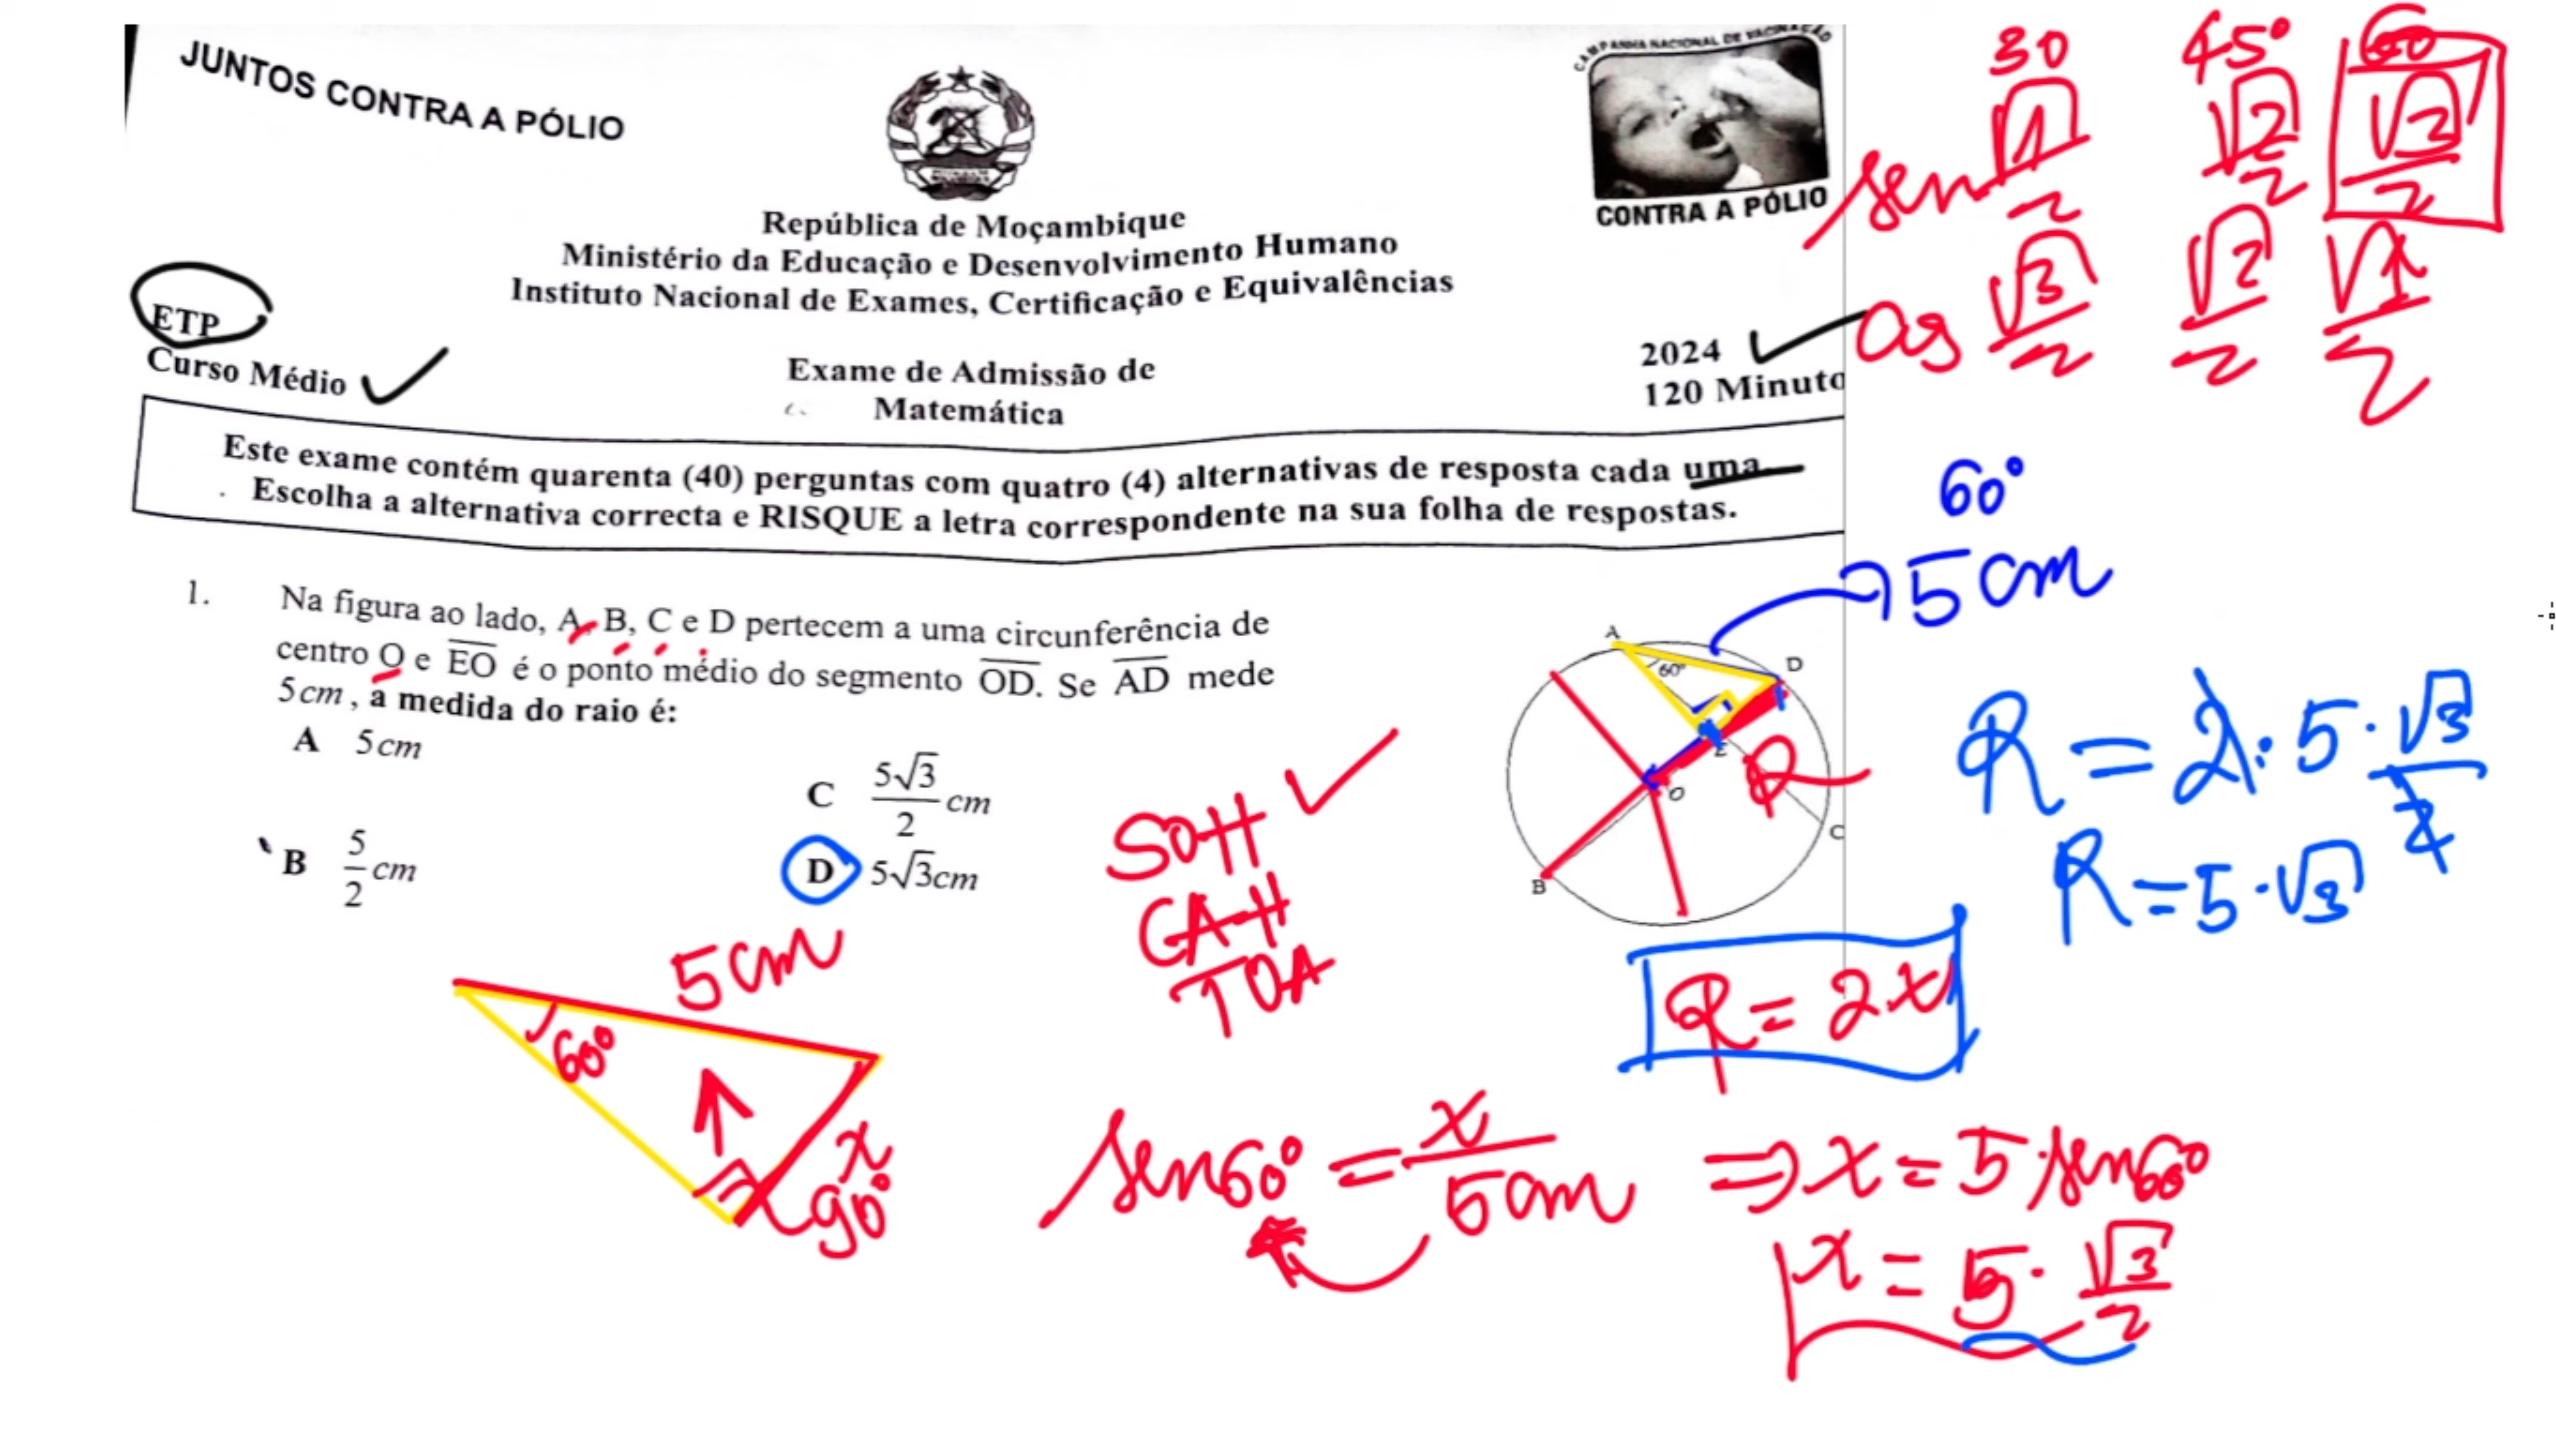 JUNTOS CONTRA A PÓLIO
CAMPANHA NACIONAL DE VACINAÇÃO
CONTRA A PÓLIO
República de Moçambique
Ministério da Educação e Desenvolvimento Humano
Instituto Nacional de Exames, Certificação e Equivalências
ETP
Curso Médio
Exame de Admissão de
Matemática
2024
120 Minuto
Este exame contém quarenta (40) perguntas com quatro (4) alternativas de resposta cada uma
Escolha a alternativa correcta e RISQUE a letra correspondente na sua folha de respostas.
1. Na figura ao lado, A, B, C e D pertecem a uma circunferência de
centro O e EO é o ponto médio do segmento OD. Se AD mede
5cm, a medida do raio é:
A 5cm
B 5/2 cm
C 5√3/2 cm
D 5√3cm
A
60°
D
E
O
C
B
R
30 45° 60
sen √1/2 √2/2 √3/2
cos √3/2 √2/2 √1/2
60°
5cm
R = 2·5·√3/2
R = 5·√3
SOH
CAH
TOA
R = 2x
5cm
60°
x
90°
sen60° = x/5cm ⇒ x = 5·sen60°
x = 5·√3/2